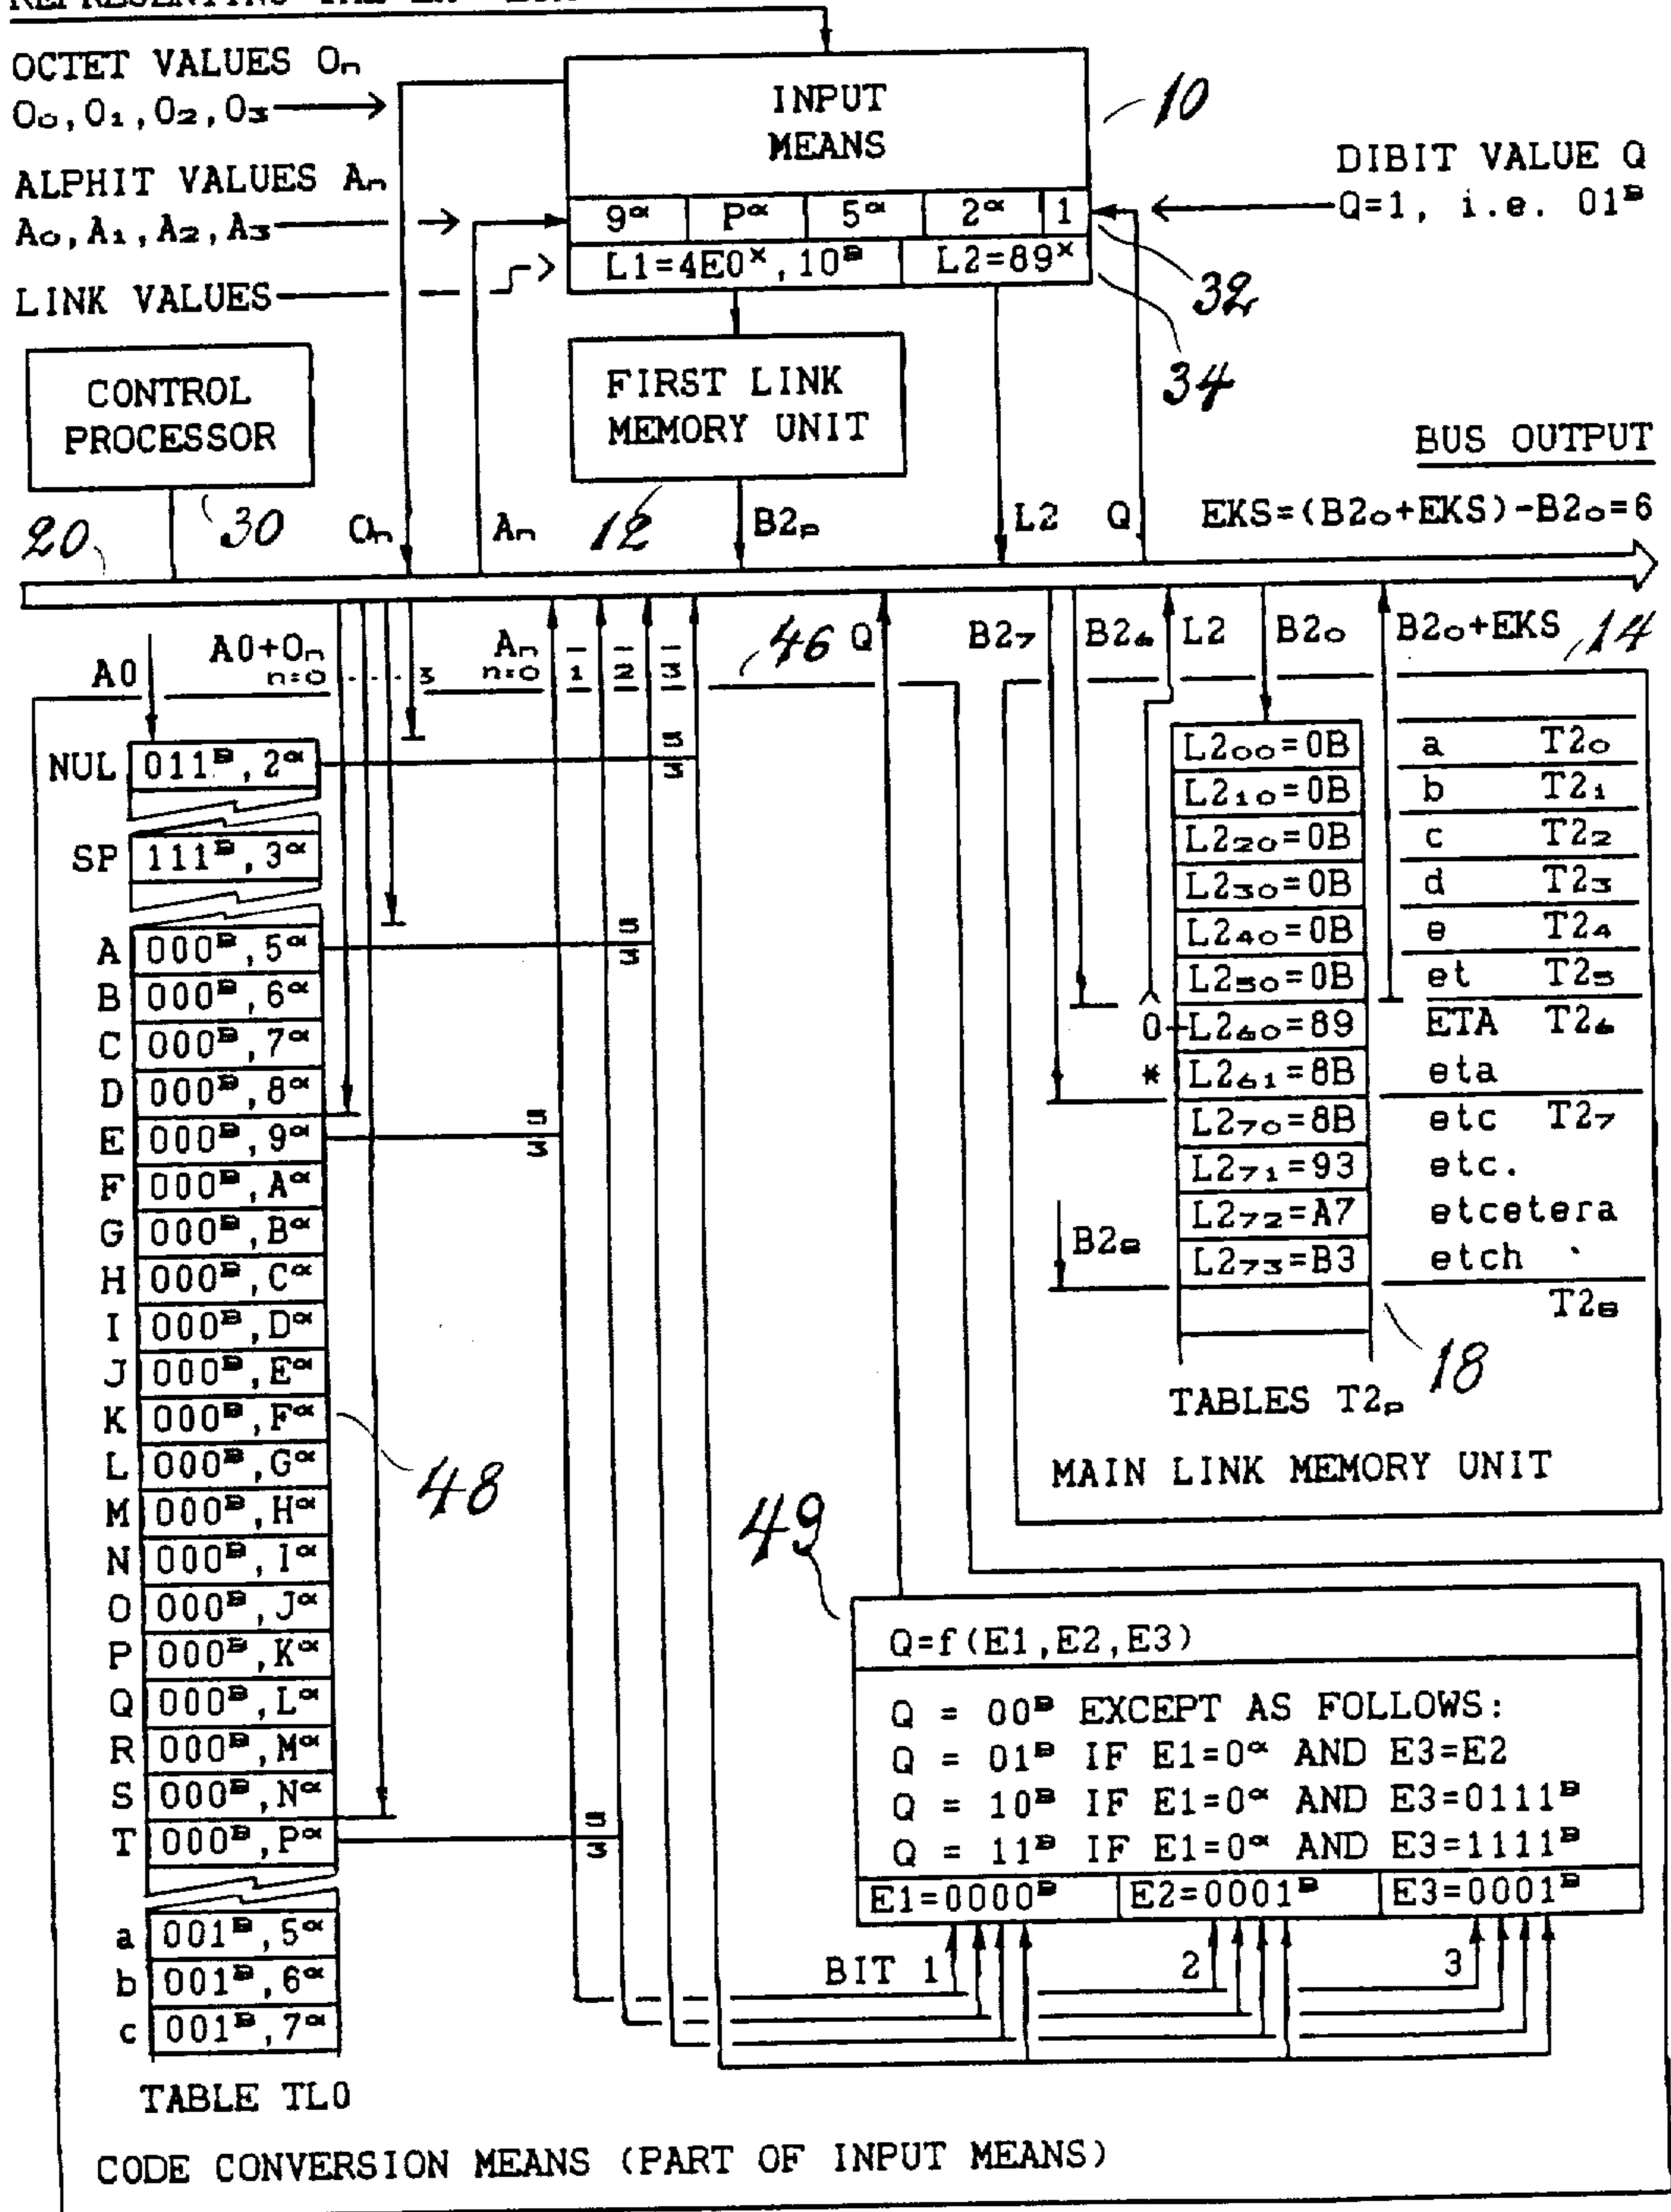 OCTET VALUES Oₙ
O₀, O₁, O₂, O₃
ALPHIT VALUES Aₙ
A₀, A₁, A₂, A₃
LINK VALUES
INPUT
MEANS
10
9ᵅ Pᵅ 5ᵅ 2ᵅ 1
L1=4E0ˣ, 10ᴮ L2=89ˣ
DIBIT VALUE Q
Q=1, i.e. 01ᴮ
32
34
CONTROL
PROCESSOR
30
FIRST LINK
MEMORY UNIT
12
BUS OUTPUT
EKS=(B2₀+EKS)-B2₀=6
20
Oₙ Aₙ B2ₚ L2 Q
A0 A0+Oₙ
n=0 . . . 3
Aₙ
n=0 1 2 3
46 Q
B2₇ B2₆ L2 B2₀ B2₀+EKS 14
NUL 011ᴮ, 2ᵅ 5 3
SP 111ᴮ, 3ᵅ
A 000ᴮ, 5ᵅ 5 3
B 000ᴮ, 6ᵅ
C 000ᴮ, 7ᵅ
D 000ᴮ, 8ᵅ
E 000ᴮ, 9ᵅ 5 3
F 000ᴮ, Aᵅ
G 000ᴮ, Bᵅ
H 000ᴮ, Cᵅ
I 000ᴮ, Dᵅ
J 000ᴮ, Eᵅ
K 000ᴮ, Fᵅ
L 000ᴮ, Gᵅ
M 000ᴮ, Hᵅ
N 000ᴮ, Iᵅ
O 000ᴮ, Jᵅ
P 000ᴮ, Kᵅ
Q 000ᴮ, Lᵅ
R 000ᴮ, Mᵅ
S 000ᴮ, Nᵅ
T 000ᴮ, Pᵅ 5 3
a 001ᴮ, 5ᵅ
b 001ᴮ, 6ᵅ
c 001ᴮ, 7ᵅ
TABLE TL0
48
L2₀₀=0B a T2₀
L2₁₀=0B b T2₁
L2₂₀=0B c T2₂
L2₃₀=0B d T2₃
L2₄₀=0B e T2₄
L2₅₀=0B et T2₅
0 L2₆₀=89 ETA T2₆
* L2₆₁=8B eta
L2₇₀=8B etc T2₇
L2₇₁=93 etc.
L2₇₂=A7 etcetera
B2₈ L2₇₃=B3 etch
T2₈
18
TABLES T2ₚ
MAIN LINK MEMORY UNIT
49
Q=f(E1,E2,E3)
Q = 00ᴮ EXCEPT AS FOLLOWS:
Q = 01ᴮ IF E1=0ᵅ AND E3=E2
Q = 10ᴮ IF E1=0ᵅ AND E3=0111ᴮ
Q = 11ᴮ IF E1=0ᵅ AND E3=1111ᴮ
E1=0000ᴮ E2=0001ᴮ E3=0001ᴮ
BIT 1 2 3
CODE CONVERSION MEANS (PART OF INPUT MEANS)